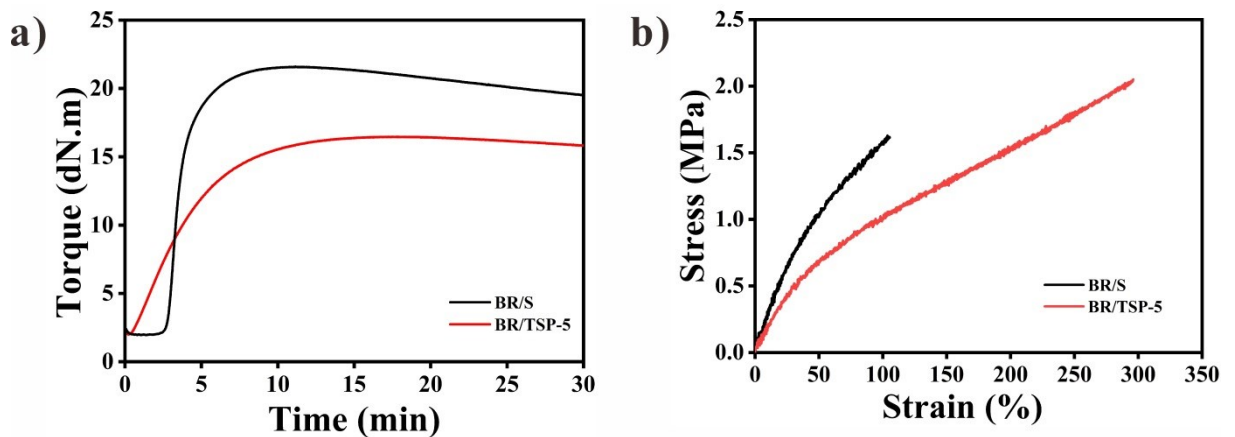 a)
25
20
15
10
5
0
Torque (dN.m)
BR/S
BR/TSP-5
0 5 10 15 20 25 30
Time (min)
b)
2.5
2.0
1.5
1.0
0.5
0.0
Stress (MPa)
BR/S
BR/TSP-5
0 50 100 150 200 250 300 350
Strain (%)